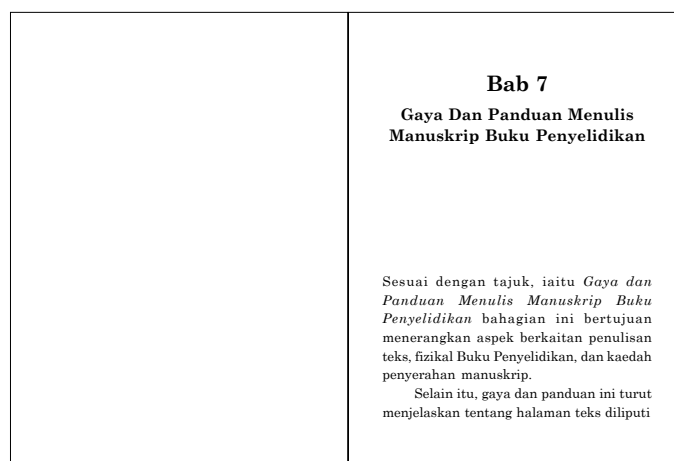 Bab 7
Gaya Dan Panduan Menulis
Manuskrip Buku Penyelidikan
Sesuai dengan tajuk, iaitu Gaya dan
Panduan Menulis Manuskrip Buku
Penyelidikan bahagian ini bertujuan
menerangkan aspek berkaitan penulisan
teks, fizikal Buku Penyelidikan, dan kaedah
penyerahan manuskrip.
Selain itu, gaya dan panduan ini turut
menjelaskan tentang halaman teks diliputi